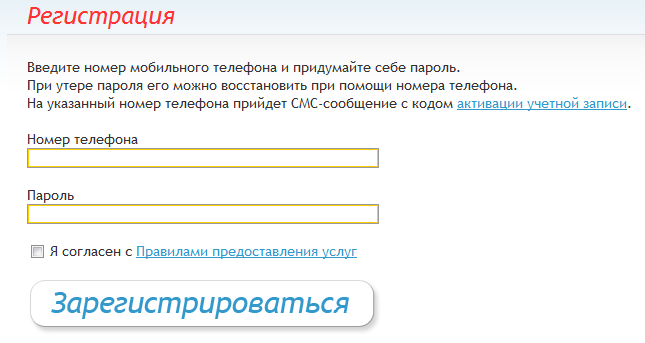 Регистрация
Введите номер мобильного телефона и придумайте себе пароль.
При утере пароля его можно восстановить при помощи номера телефона.
На указанный номер телефона прийдет СМС-сообщение с кодом активации учетной записи.
Номер телефона
Пароль
Я согласен с Правилами предоставления услуг
Зарегистрироваться